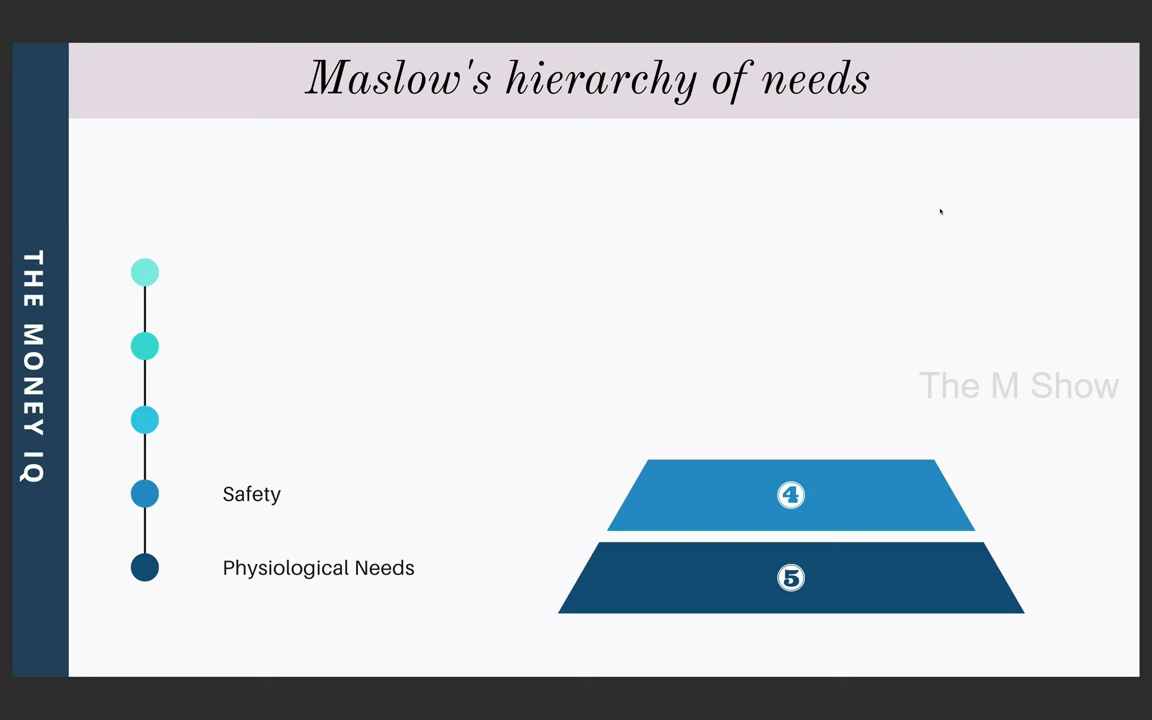 Maslow's hierarchy of needs
THE MONEY IQ
The M Show
Safety
4
Physiological Needs
5